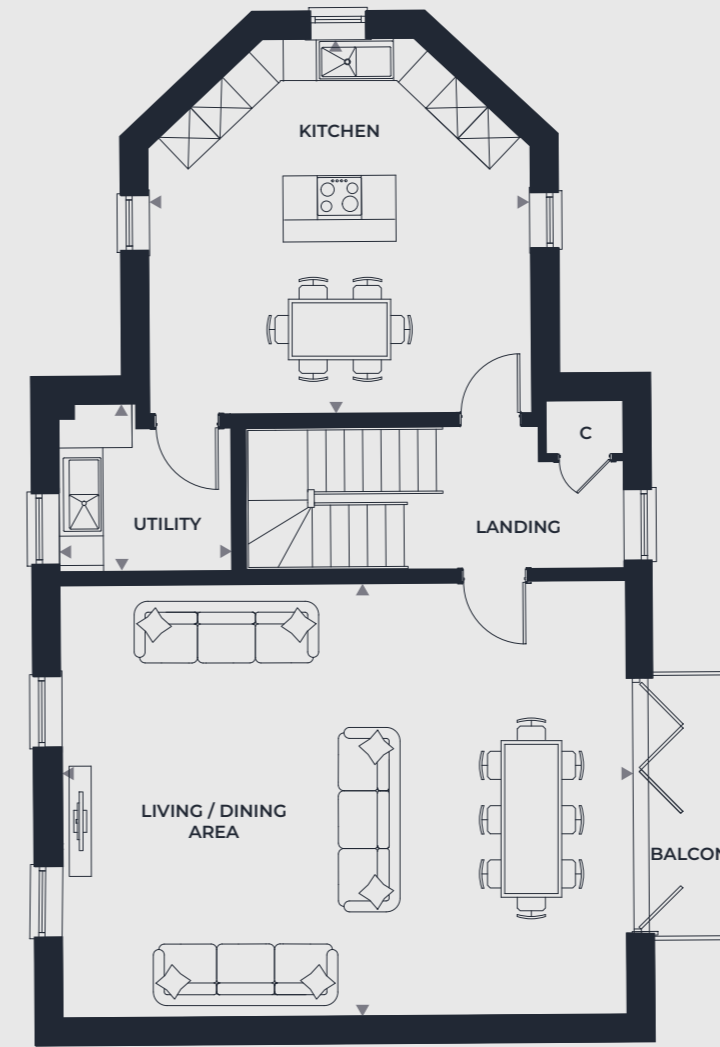 KITCHEN
C
UTILITY
LANDING
LIVING / DINING
AREA
BALCON